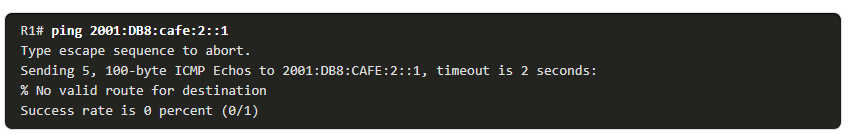 R1# ping 2001:DB8:cafe:2::1
Type escape sequence to abort.
Sending 5, 100-byte ICMP Echos to 2001:DB8:CAFE:2::1, timeout is 2 seconds:
% No valid route for destination
Success rate is 0 percent (0/1)